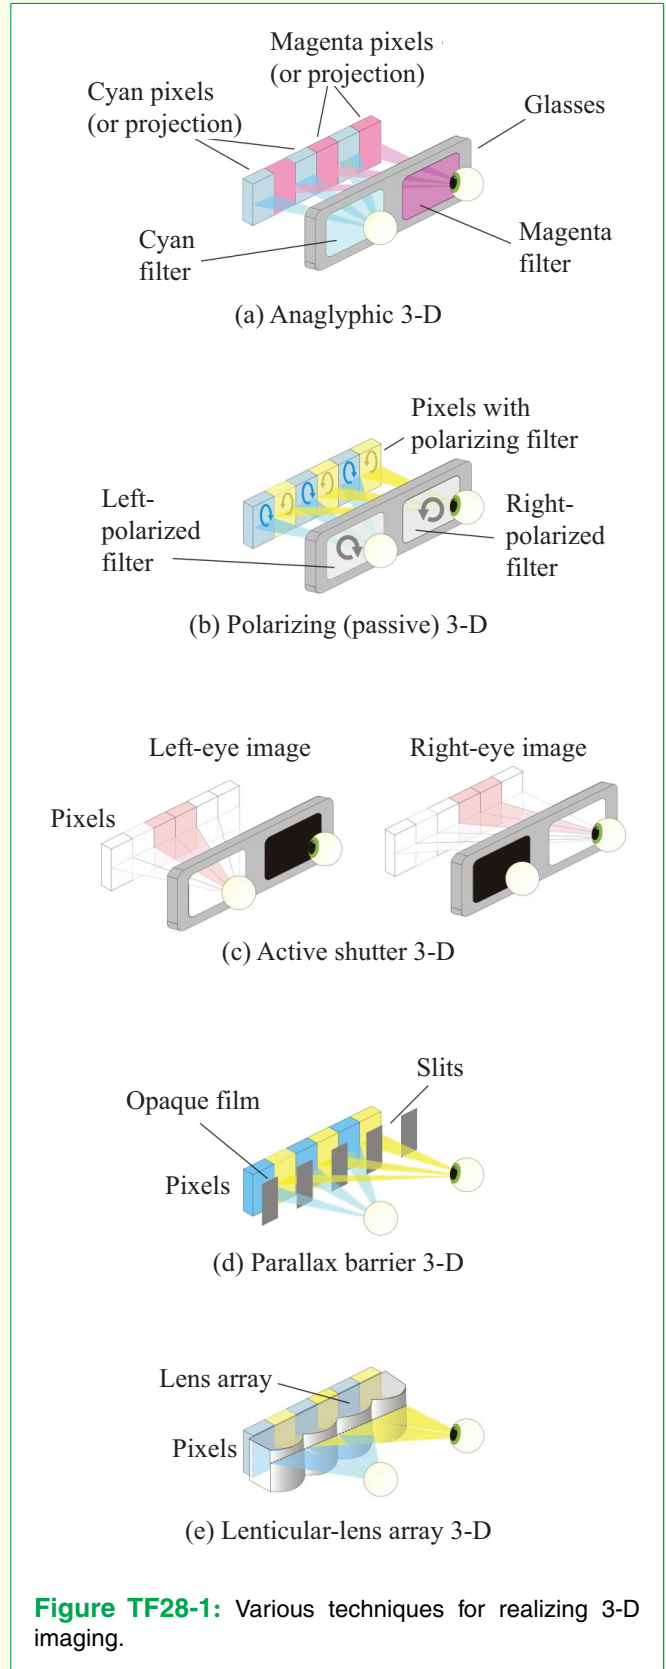 Magenta pixels
(or projection)
Cyan pixels
(or projection)
Glasses
Cyan
filter
Magenta
filter
(a) Anaglyphic 3-D
Pixels with
polarizing filter
Left-
polarized
filter
Right-
polarized
filter
(b) Polarizing (passive) 3-D
Left-eye image
Right-eye image
Pixels
(c) Active shutter 3-D
Slits
Opaque film
Pixels
(d) Parallax barrier 3-D
Lens array
Pixels
(e) Lenticular-lens array 3-D
Figure TF28-1: Various techniques for realizing 3-D
imaging.